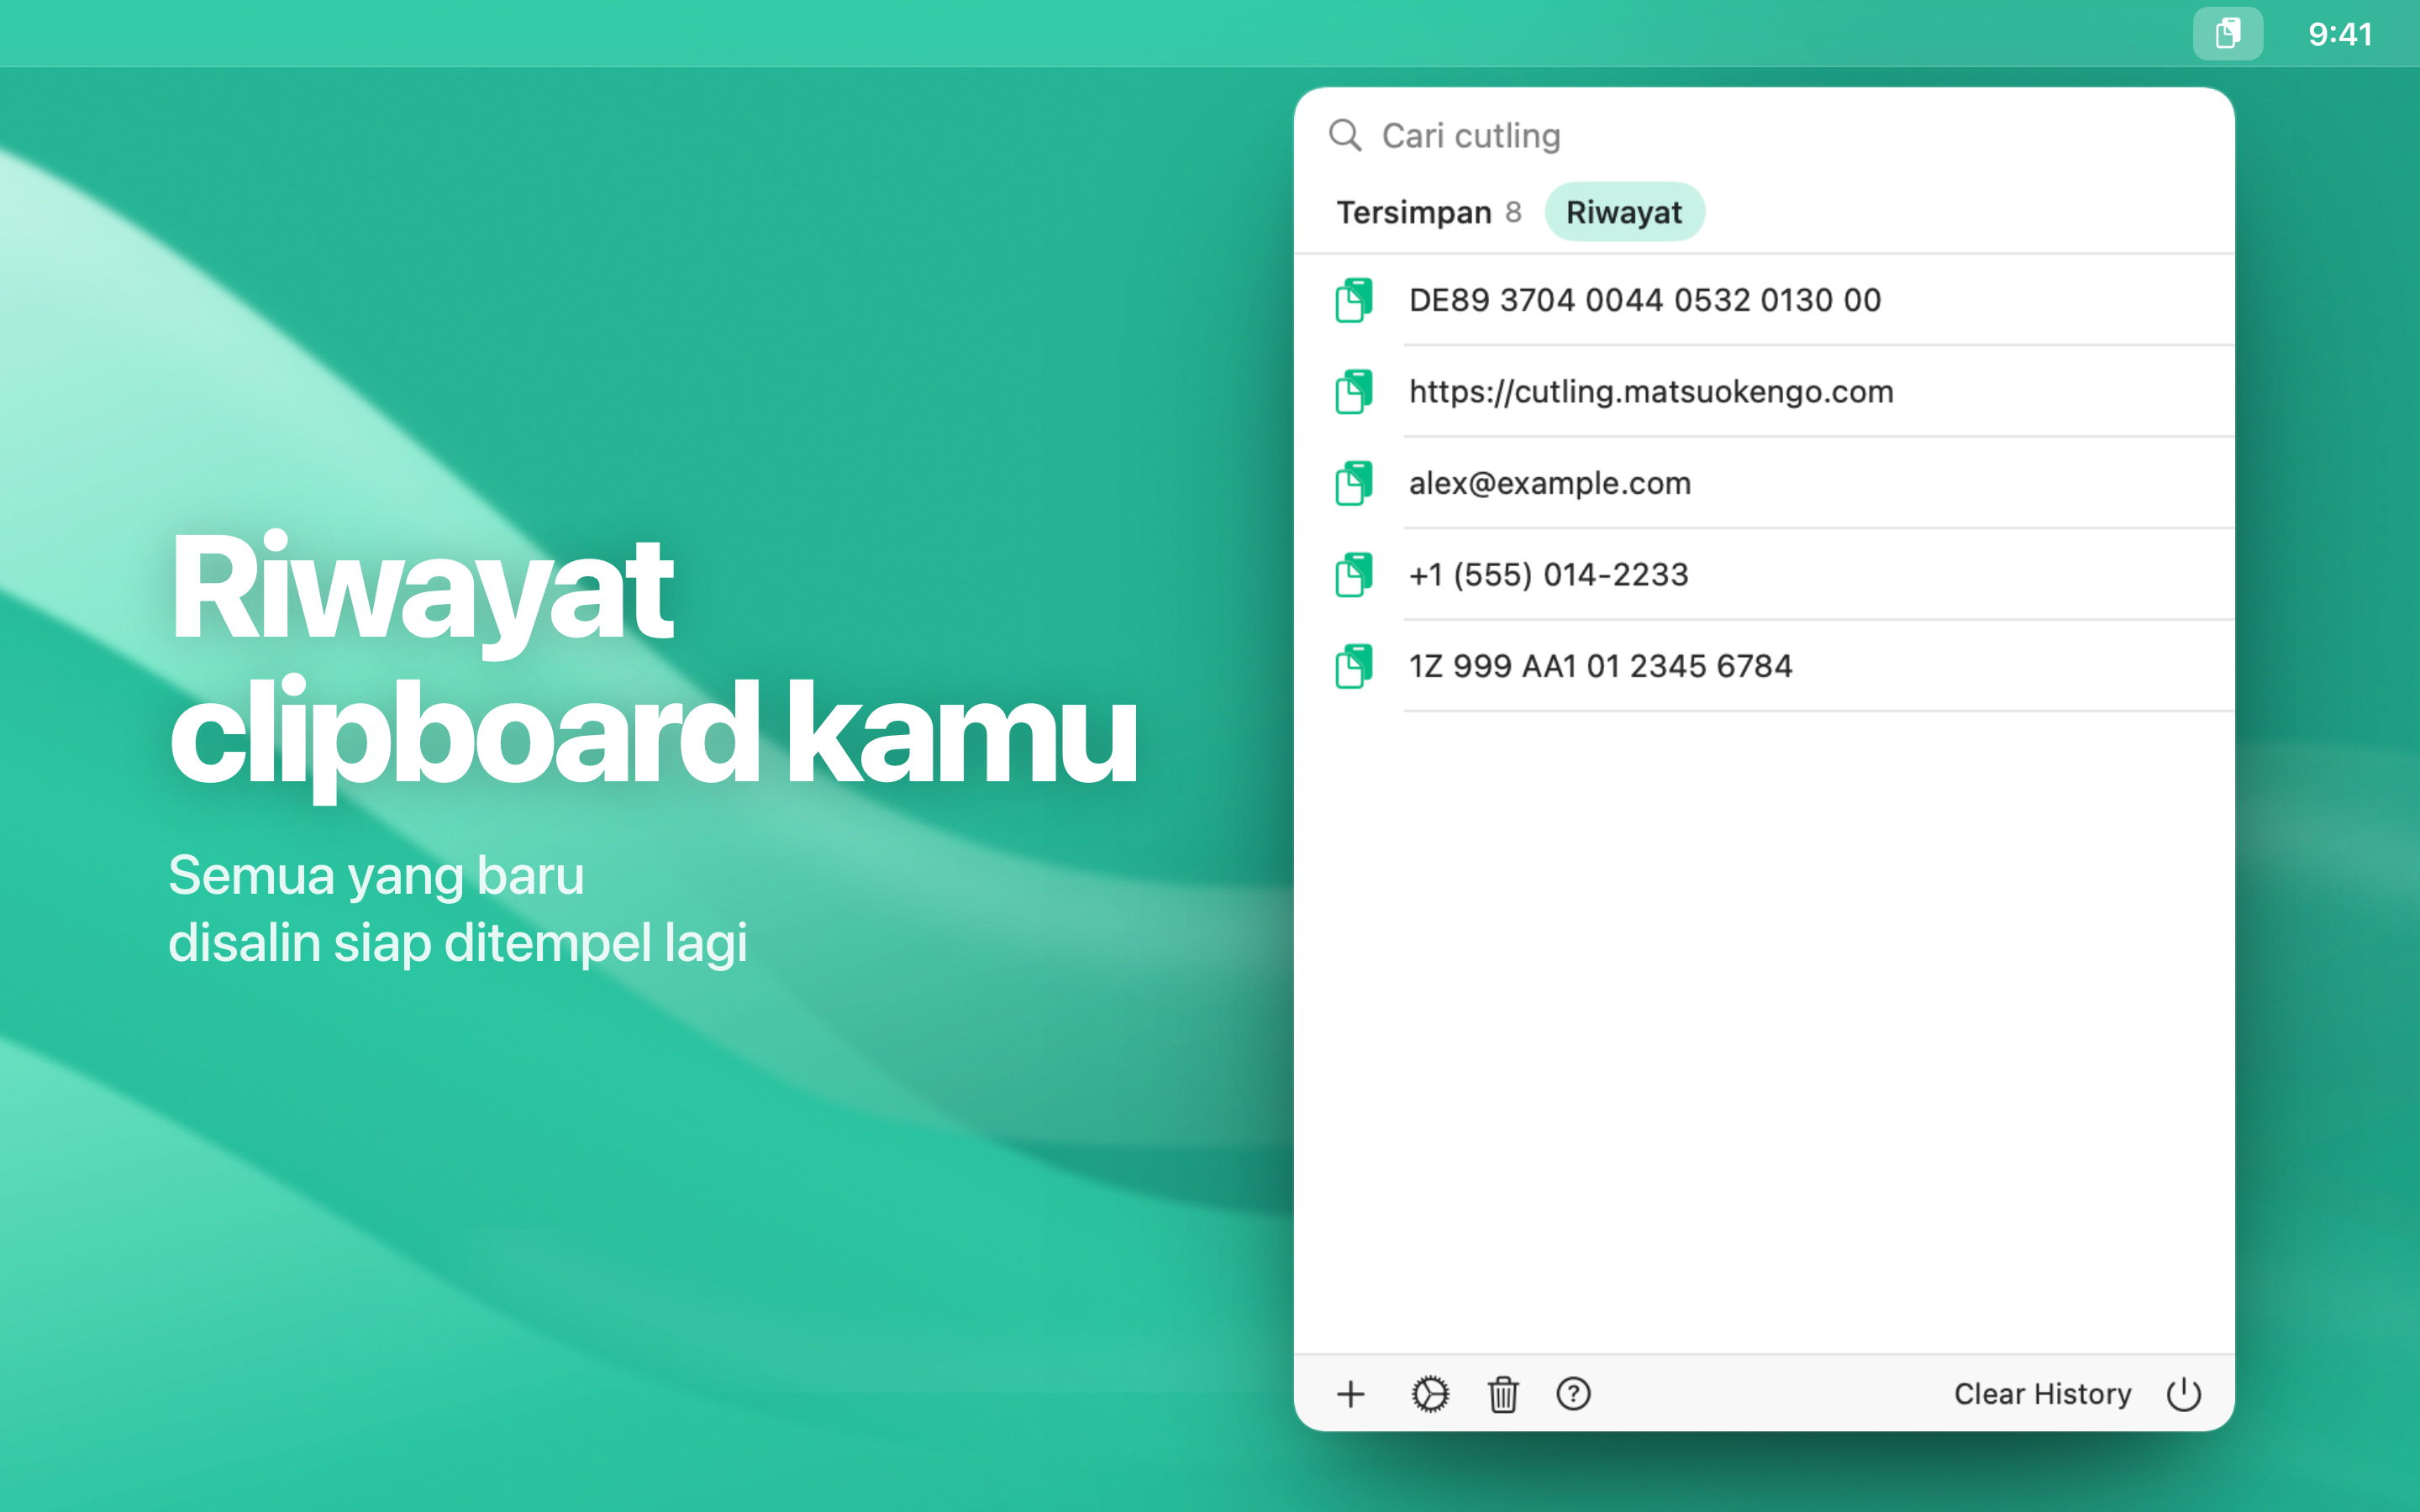 9:41
Riwayat
clipboard kamu
Semua yang baru
disalin siap ditempel lagi
Cari cutling
Tersimpan 8 Riwayat
DE89 3704 0044 0532 0130 00
https://cutling.matsuokengo.com
alex@example.com
+1 (555) 014-2233
1Z 999 AA1 01 2345 6784
Clear History